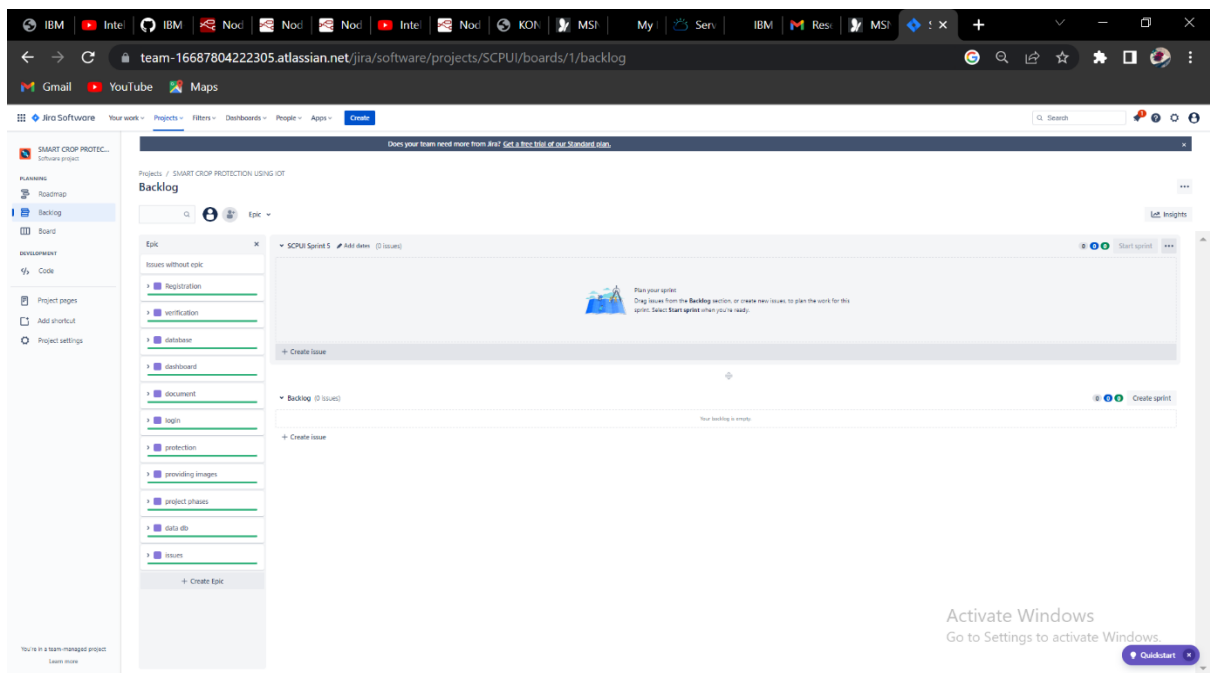 IBM Intel IBM Nod Nod Nod Intel Nod KON MSN My Serv IBM Rese MSN
team-16687804222305.atlassian.net/jira/software/projects/SCPUI/boards/1/backlog
Gmail YouTube Maps
Jira Software Your work Projects Filters Dashboards People Apps Create Search
Does your team need more from Jira? Get a free trial of our Standard plan.
SMART CROP PROTEC...
Software project
PLANNING
Roadmap
Backlog
Board
DEVELOPMENT
Code
Project pages
Add shortcut
Project settings
You're in a team-managed project
Learn more
Projects / SMART CROP PROTECTION USING IOT
Backlog
Epic
Insights
Epic
Issues without epic
Registration
verification
database
dashboard
document
login
protection
providing images
project phases
data db
issues
+ Create Epic
SCPUI Sprint 5 Add dates (0 issues) 0 0 0 Start sprint
Plan your sprint
Drag issues from the Backlog section, or create new issues, to plan the work for this
sprint. Select Start sprint when you're ready.
+ Create issue
Backlog (0 issues) 0 0 0 Create sprint
Your backlog is empty.
+ Create issue
Activate Windows
Go to Settings to activate Windows.
Quickstart